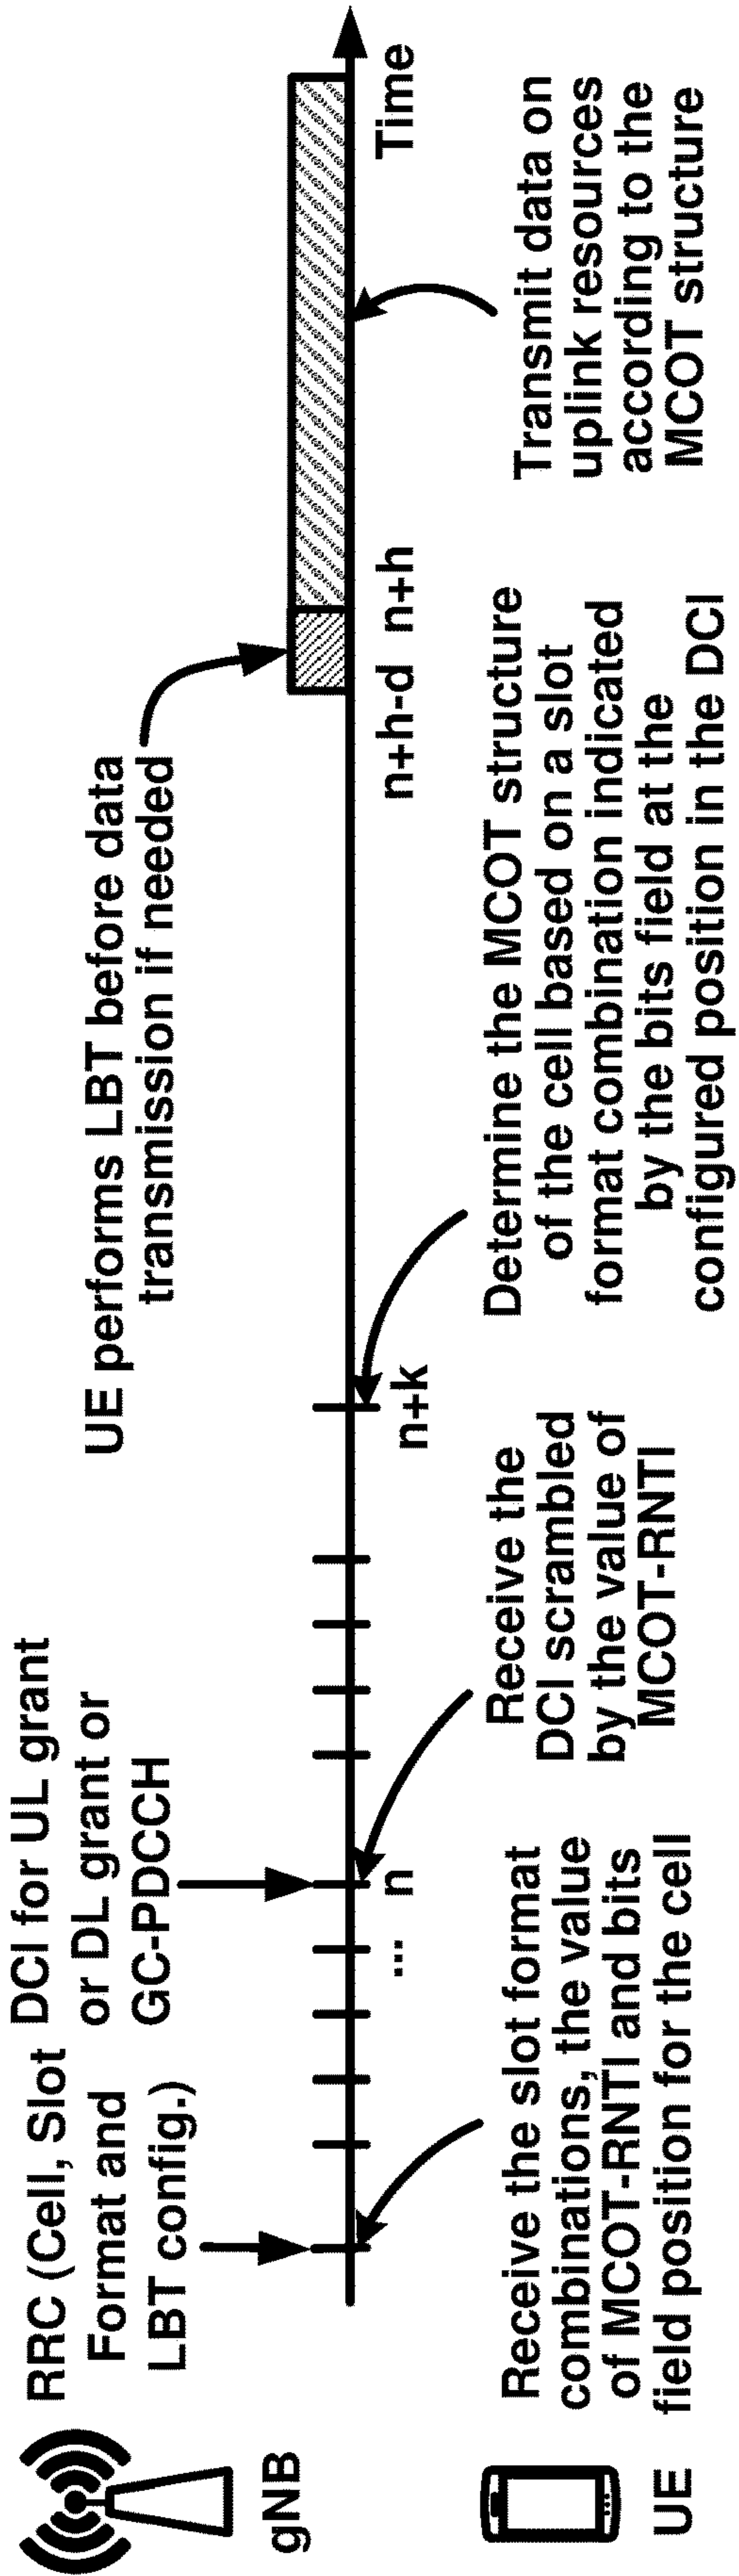 gNB
RRC (Cell, Slot
Format and
LBT config.)
DCI for UL grant
or DL grant or
GC-PDCCH
UE performs LBT before data
transmission if needed
...
n
n+k
n+h-d
n+h
Time
UE
Receive the slot format
combinations, the value
of MCOT-RNTI and bits
field position for the cell
Receive the
DCI scrambled
by the value of
MCOT-RNTI
Determine the MCOT structure
of the cell based on a slot
format combination indicated
by the bits field at the
configured position in the DCI
Transmit data on
uplink resources
according to the
MCOT structure